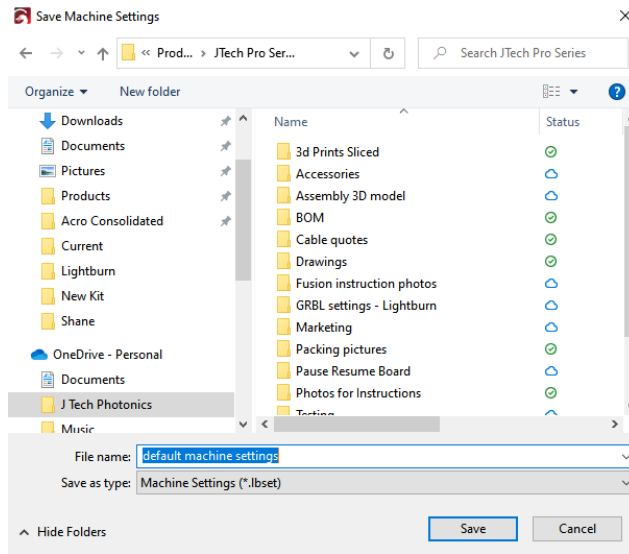 Save Machine Settings
« Prod... › JTech Pro Ser...
Search JTech Pro Series
Organize
New folder
Downloads
Documents
Pictures
Products
Acro Consolidated
Current
Lightburn
New Kit
Shane
OneDrive - Personal
Documents
J Tech Photonics
Music
Name
Status
3d Prints Sliced
Accessories
Assembly 3D model
BOM
Cable quotes
Drawings
Fusion instruction photos
GRBL settings - Lightburn
Marketing
Packing pictures
Pause Resume Board
Photos for Instructions
Testing
File name: default machine settings
Save as type: Machine Settings (*.lbset)
Hide Folders
Save
Cancel